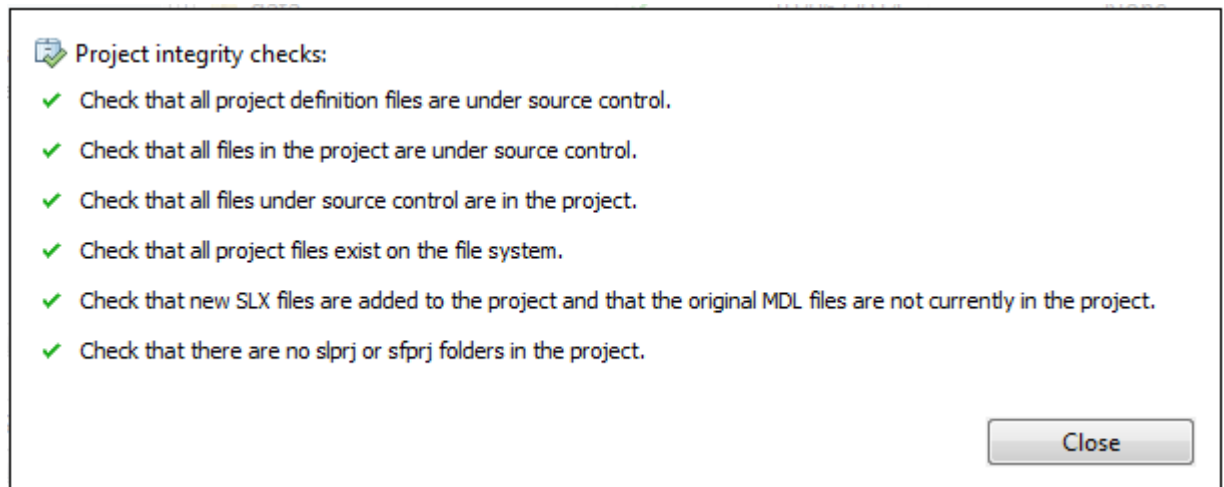 Project integrity checks:
Check that all project definition files are under source control.
Check that all files in the project are under source control.
Check that all files under source control are in the project.
Check that all project files exist on the file system.
Check that new SLX files are added to the project and that the original MDL files are not currently in the project.
Check that there are no slprj or sfprj folders in the project.
Close